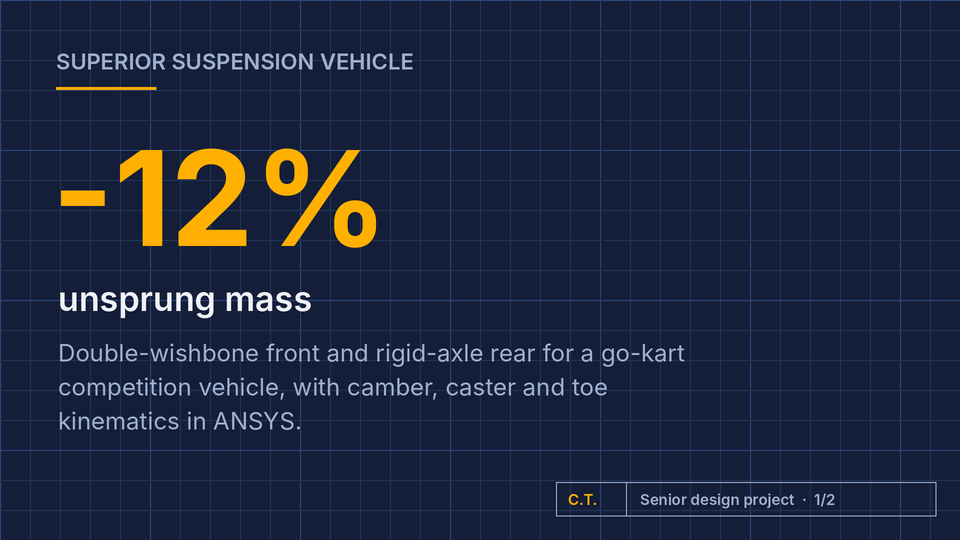 SUPERIOR SUSPENSION VEHICLE
-12%
unsprung mass
Double-wishbone front and rigid-axle rear for a go-kart
competition vehicle, with camber, caster and toe
kinematics in ANSYS.
C.T. Senior design project · 1/2